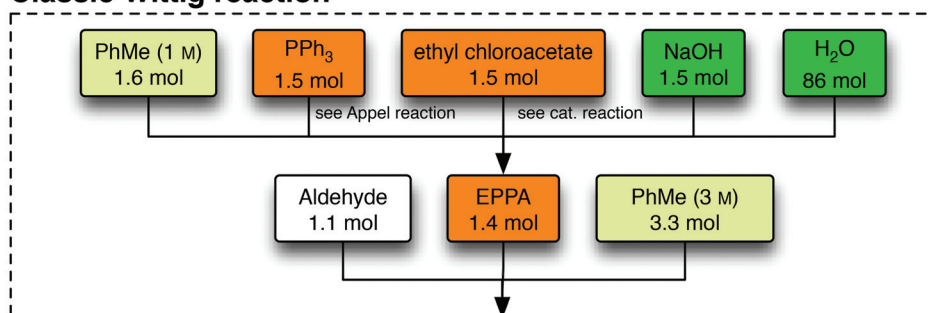 Classic Wittig reaction
PhMe (1 M)
1.6 mol
PPh3
1.5 mol
ethyl chloroacetate
1.5 mol
NaOH
1.5 mol
H2O
86 mol
see Appel reaction
see cat. reaction
Aldehyde
1.1 mol
EPPA
1.4 mol
PhMe (3 M)
3.3 mol